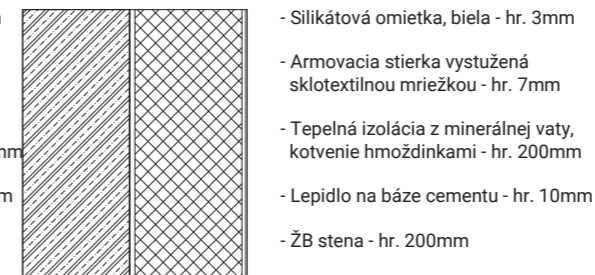 - Silikátová omietka, biela - hr. 3mm
- Armovacia stierka vystužená
sklotextilnou mriežkou - hr. 7mm
- Tepelná izolácia z minerálnej vaty,
mm
kotvenie hmoždinkami - hr. 200mm
- Lepidlo na báze cementu - hr. 10mm
- ŽB stena - hr. 200mm